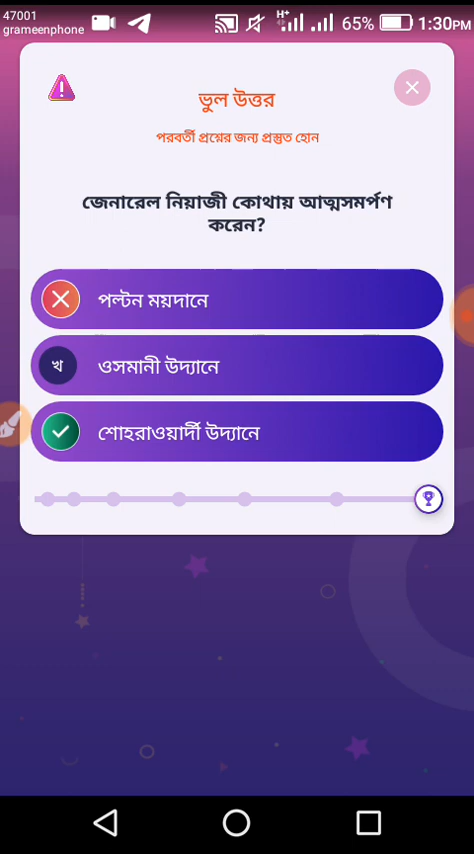 47001
grameenphone
H+
65%
1:30PM
ভুল উত্তর
পরবর্তী প্রশ্নের জন্য প্রস্তুত হোন
জেনারেল নিয়াজী কোথায় আত্মসমর্পণ
করেন?
পল্টন ময়দানে
খ
ওসমানী উদ্যানে
শোহরাওয়ার্দী উদ্যানে